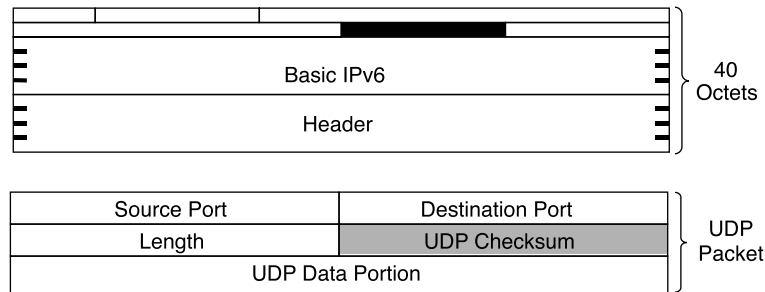 Basic IPv6
Header
40
Octets
Source Port
Destination Port
Length
UDP Checksum
UDP Data Portion
UDP
Packet